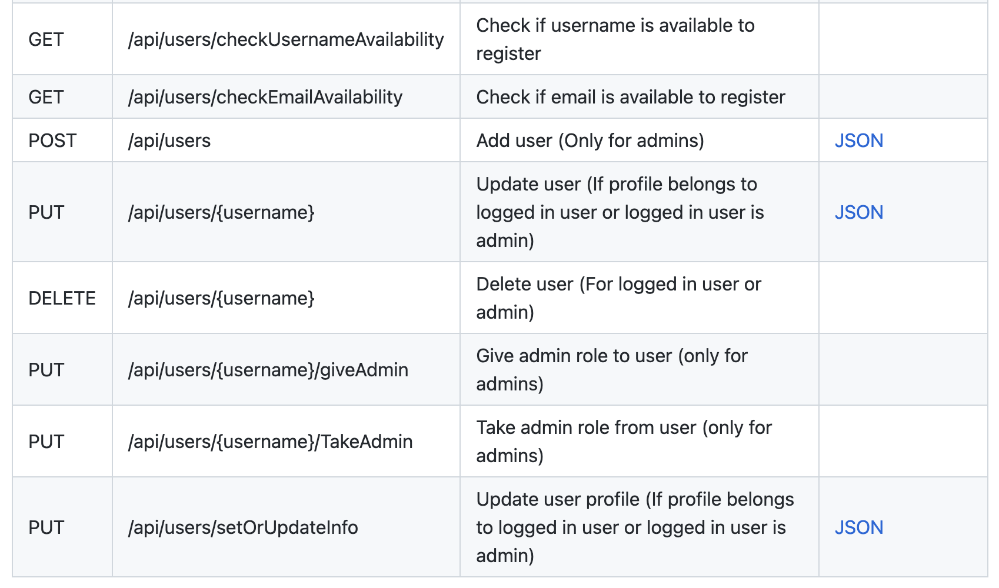 GET /api/users/checkUsernameAvailability Check if username is available to
register
GET /api/users/checkEmailAvailability Check if email is available to register
POST /api/users Add user (Only for admins) JSON
Update user (If profile belongs to
PUT /api/users/{username} logged in user or logged in user is JSON
admin)
DELETE /api/users/{username} Delete user (For logged in user or
admin)
PUT /api/users/{username}/giveAdmin Give admin role to user (only for
admins)
PUT /api/users/{username}/TakeAdmin Take admin role from user (only for
admins)
Update user profile (If profile belongs
PUT /api/users/setOrUpdateInfo to logged in user or logged in user is JSON
admin)